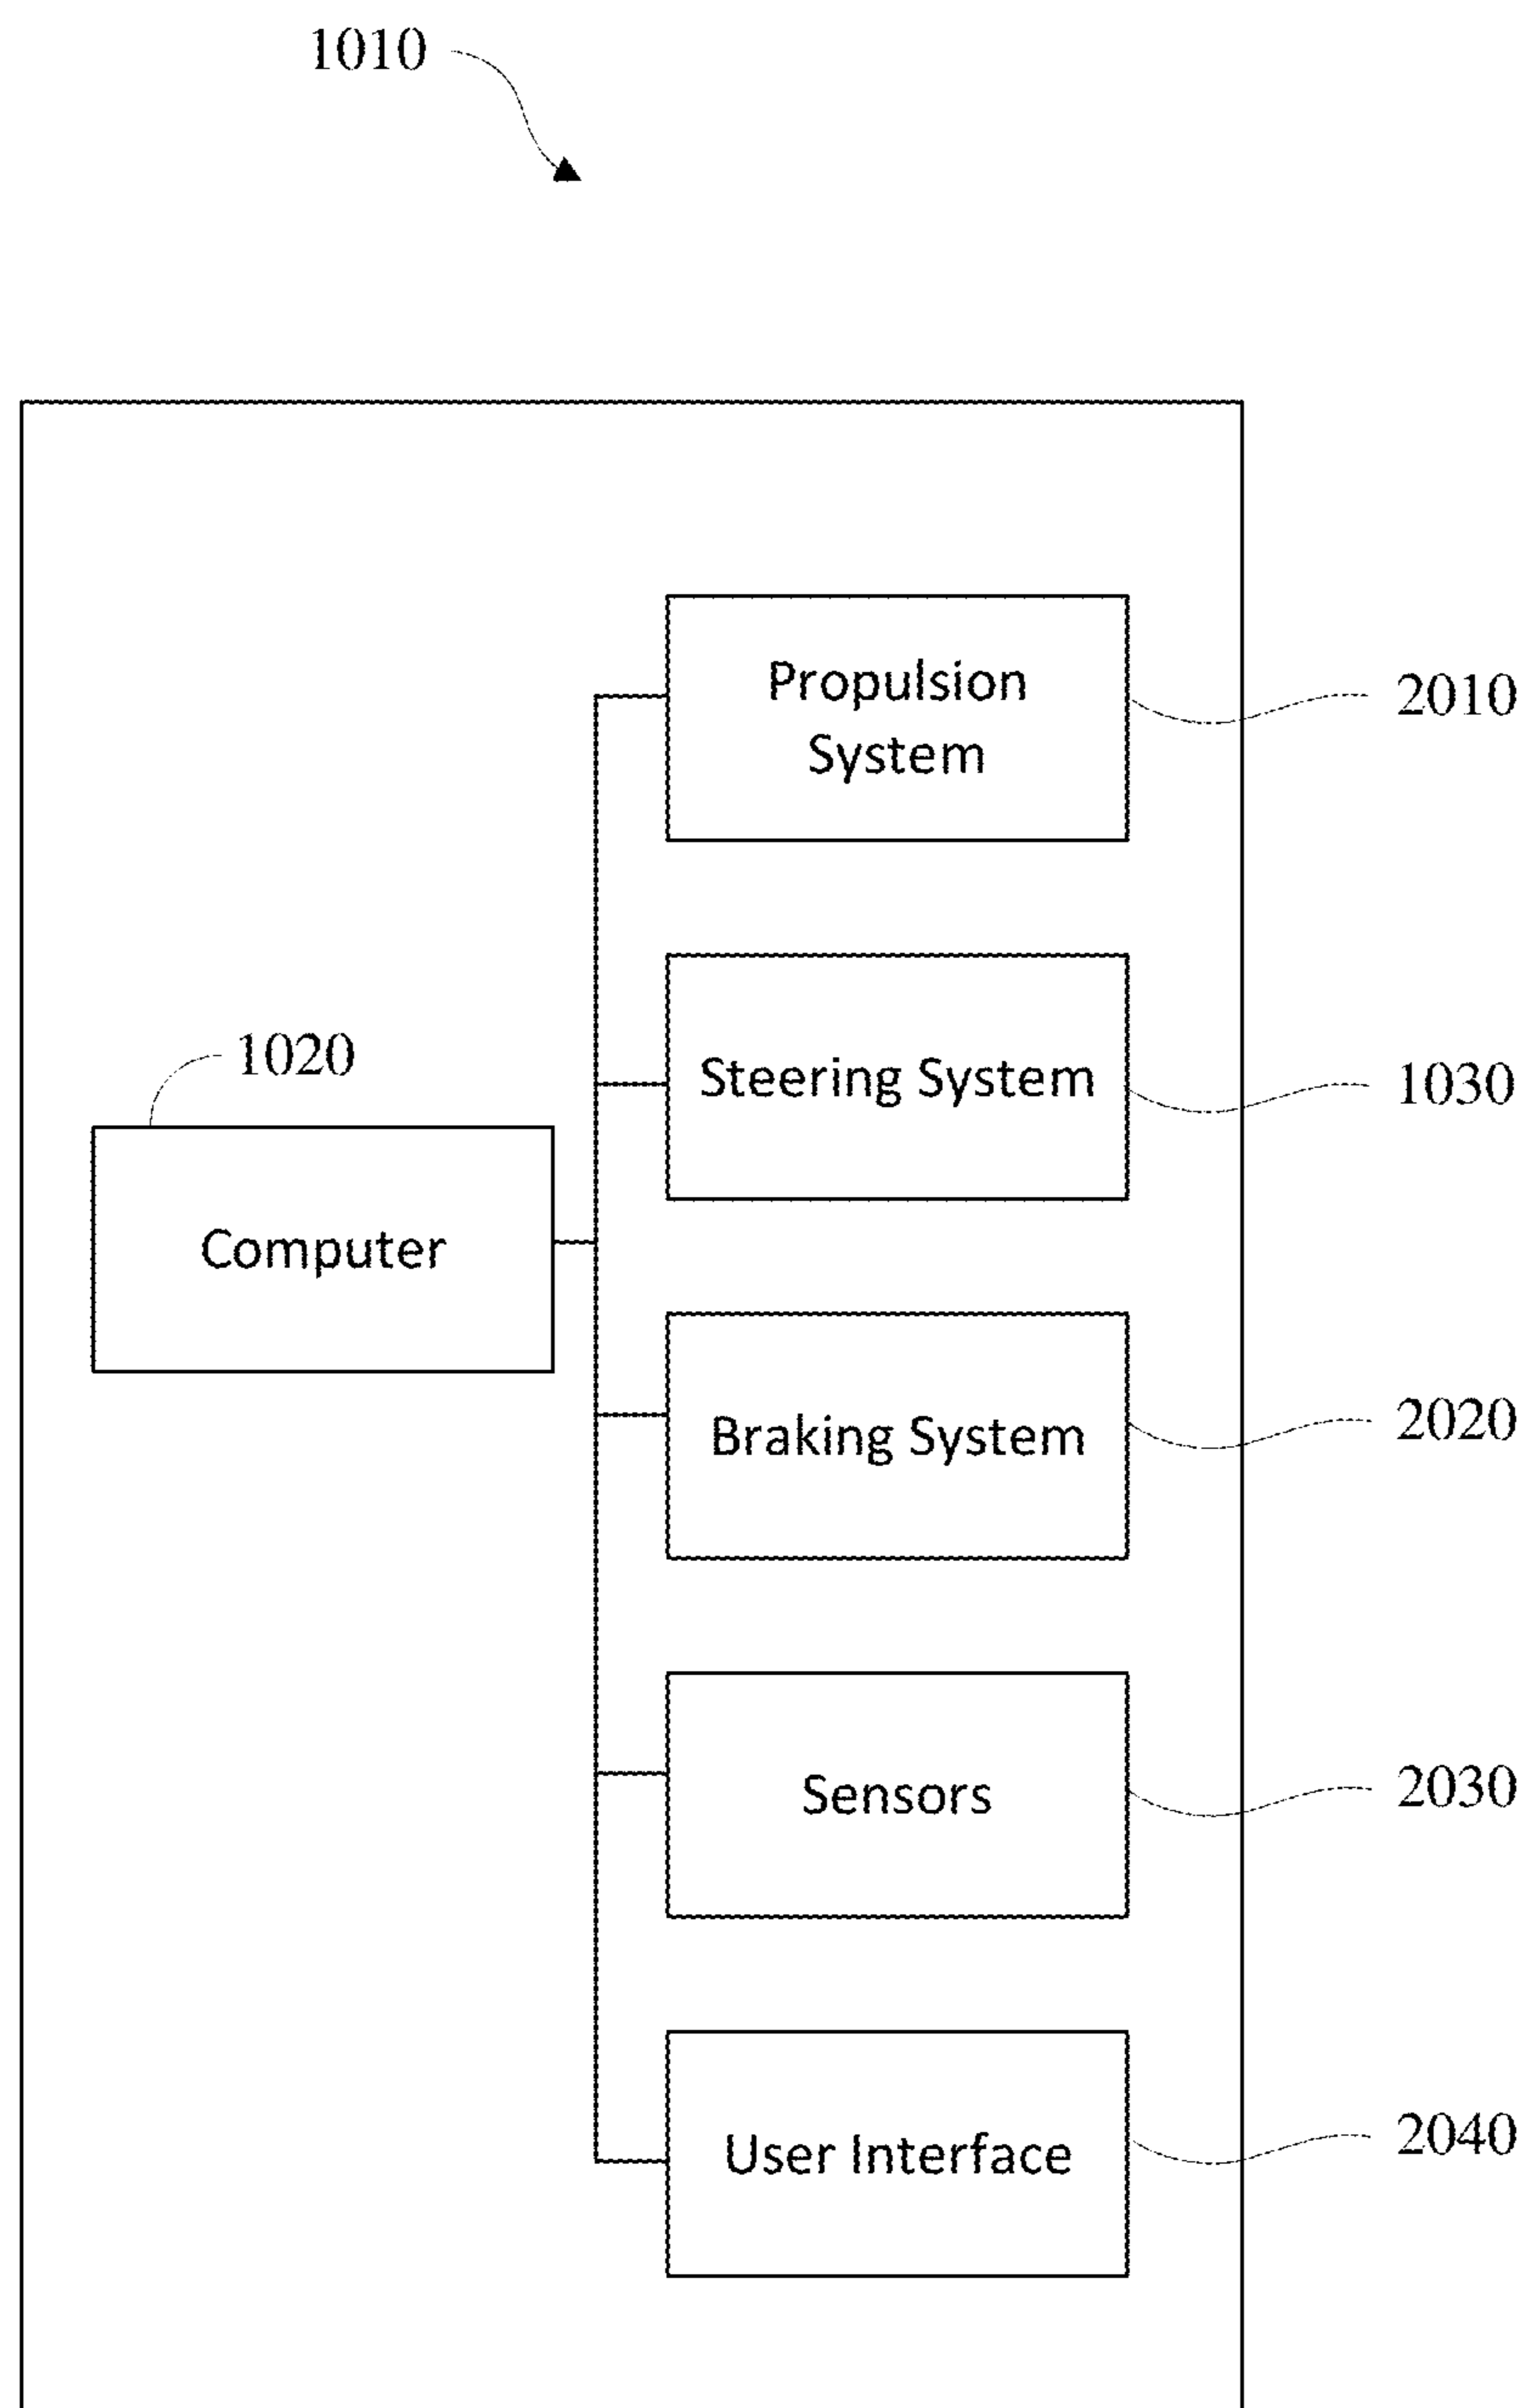 1010
Propulsion
System
2010
Steering System
1030
1020
Computer
Braking System
2020
Sensors
2030
User Interface
2040